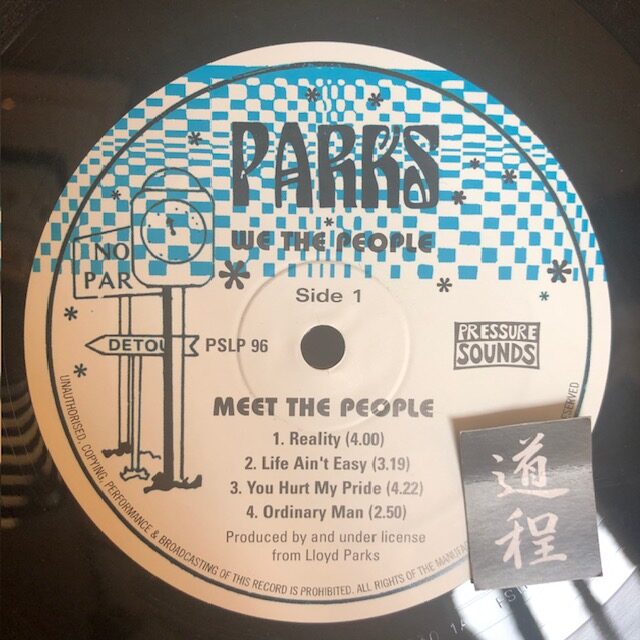 PARKS
WE THE PEOPLE
Side 1
NO
PAR
DETOU
PSLP 96
PRESSURE
SOUNDS
MEET THE PEOPLE
1. Reality (4.00)
2. Life Ain't Easy (3.19)
3. You Hurt My Pride (4.22)
4. Ordinary Man (2.50)
Produced by and under license
from Lloyd Parks
UNAUTHORISED, COPYING, PERFORMANCE & BROADCASTING OF THIS RECORD IS PROHIBITED. ALL RIGHTS OF THE MANUFA
SERVED
道
程